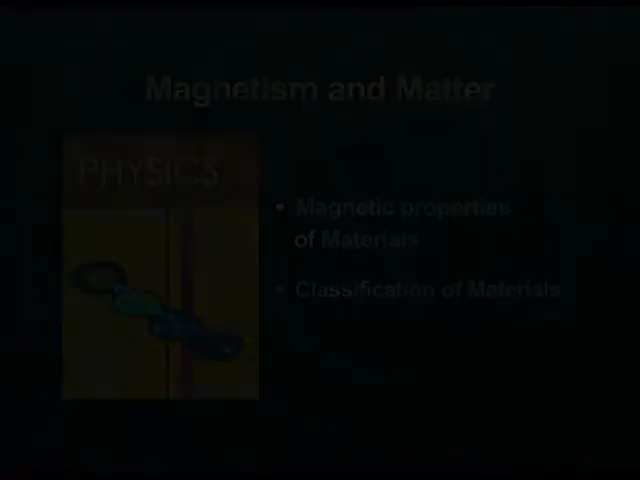 Magnetism and Matter
PHYSICS
• Magnetic properties
of Materials
• Classification of Materials